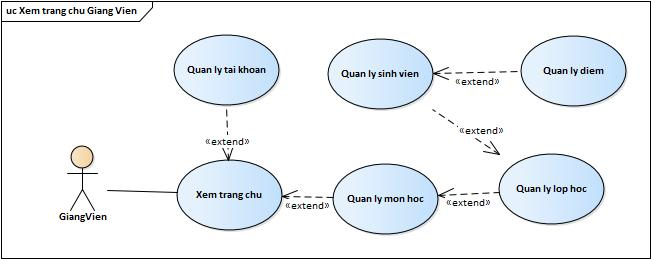 uc Xem trang chu Giang Vien
Quan ly tai khoan
Quan ly sinh vien
Quan ly diem
«extend»
«extend»
«extend»
Xem trang chu
Quan ly mon hoc
Quan ly lop hoc
«extend»
«extend»
GiangVien